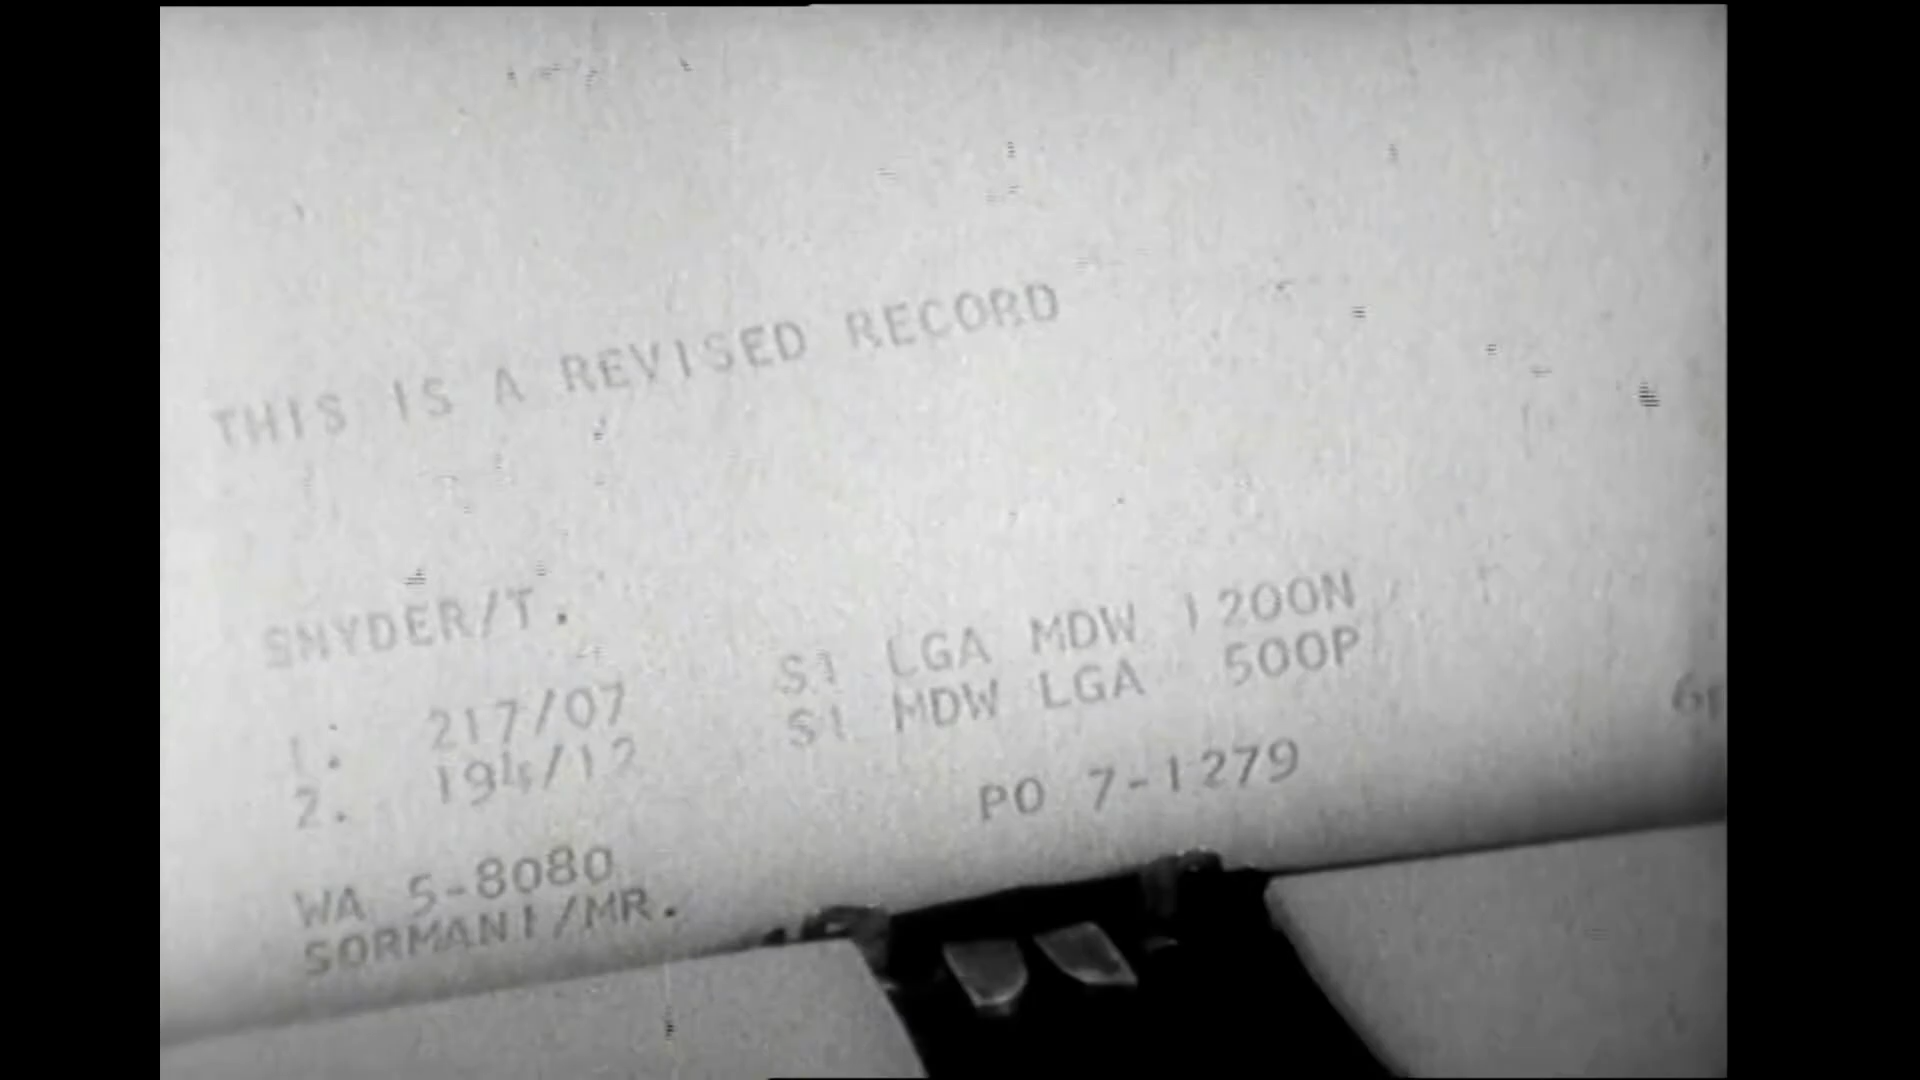 THIS IS A REVISED RECORD
SNYDER/T.
1. 217/07 S1 LGA MDW 1200N
2. 194/12 S1 MDW LGA 500P
PO 7-1279
WA 5-8080
SORMANI/MR.